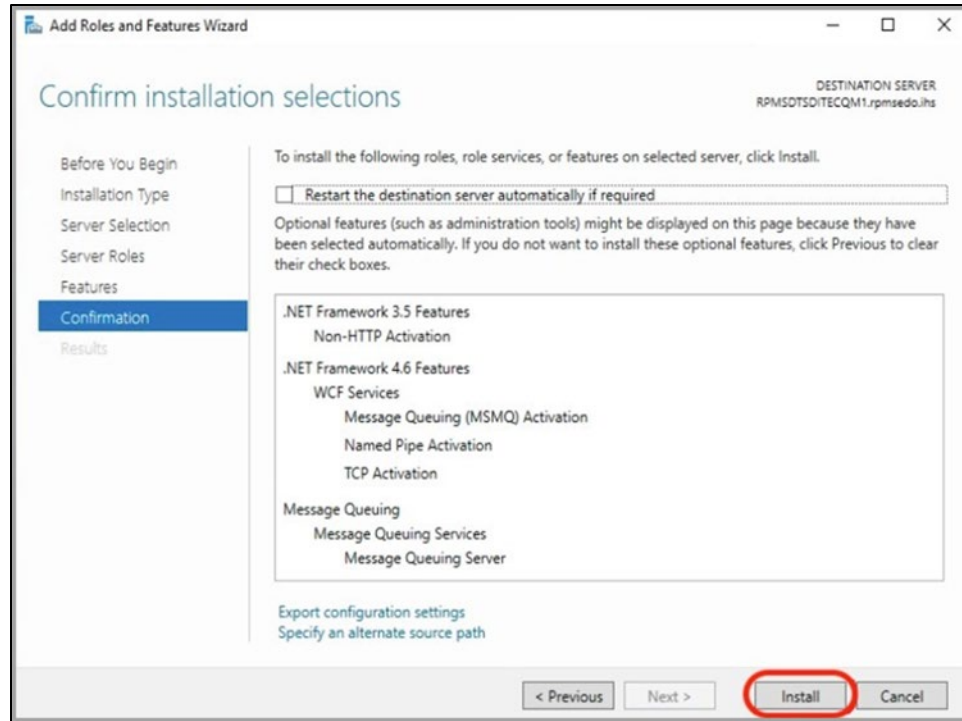 Add Roles and Features Wizard
Confirm installation selections
DESTINATION SERVER
RPMSDTSDITECQM1.rpmsedo.ihs
Before You Begin
Installation Type
Server Selection
Server Roles
Features
Confirmation
Results
To install the following roles, role services, or features on selected server, click Install.
Restart the destination server automatically if required
Optional features (such as administration tools) might be displayed on this page because they have
been selected automatically. If you do not want to install these optional features, click Previous to clear
their check boxes.
.NET Framework 3.5 Features
Non-HTTP Activation
.NET Framework 4.6 Features
WCF Services
Message Queuing (MSMQ) Activation
Named Pipe Activation
TCP Activation
Message Queuing
Message Queuing Services
Message Queuing Server
Export configuration settings
Specify an alternate source path
< Previous
Next >
Install
Cancel